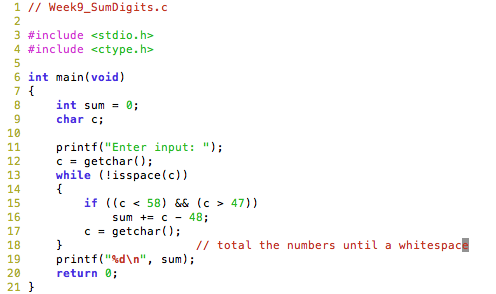 1 // Week9_SumDigits.c
2
3 #include <stdio.h>
4 #include <ctype.h>
5
6 int main(void)
7 {
8     int sum = 0;
9     char c;
10
11     printf("Enter input: ");
12     c = getchar();
13     while (!isspace(c))
14     {
15         if ((c < 58) && (c > 47))
16             sum += c - 48;
17         c = getchar();
18     }                   // total the numbers until a whitespace
19     printf("%d\n", sum);
20     return 0;
21 }